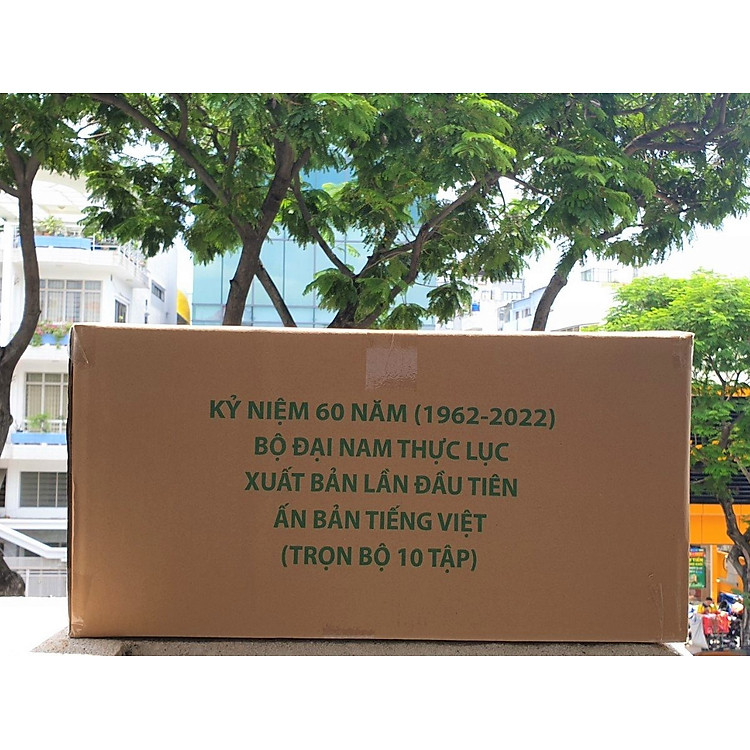 KỶ NIỆM 60 NĂM (1962-2022)
BỘ ĐẠI NAM THỰC LỤC
XUẤT BẢN LẦN ĐẦU TIÊN
ẤN BẢN TIẾNG VIỆT
(TRỌN BỘ 10 TẬP)